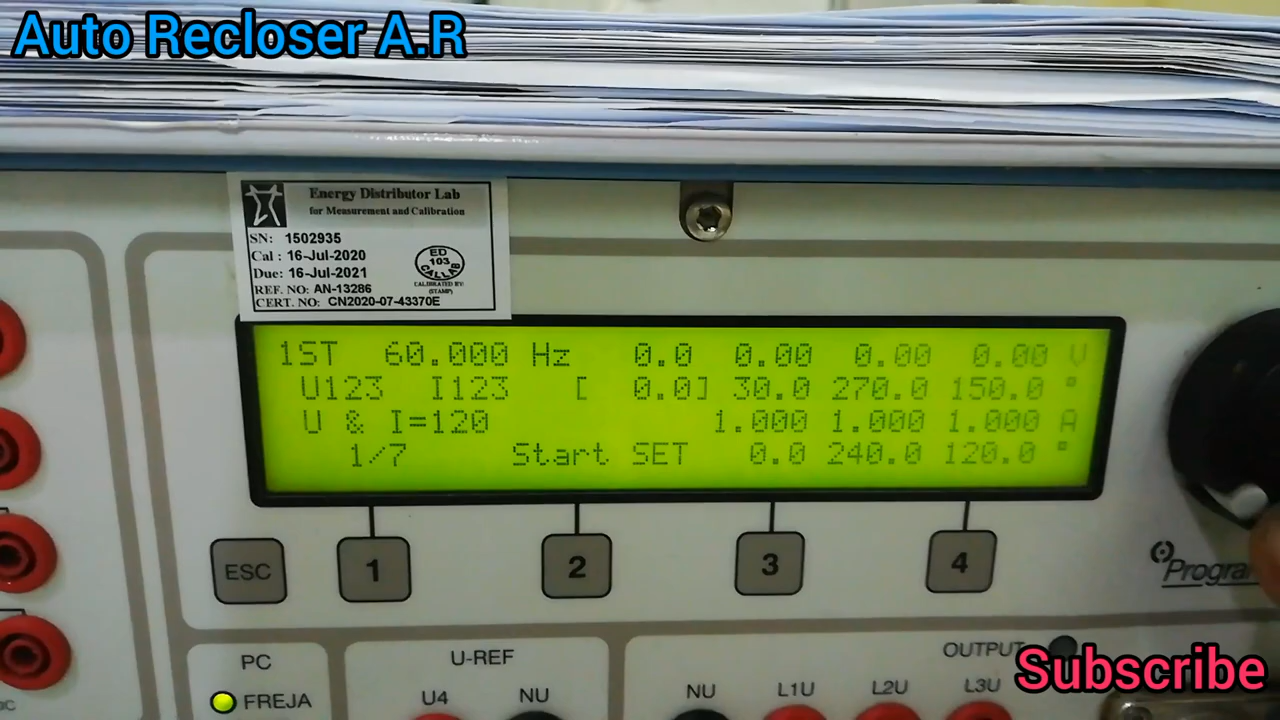 Auto Recloser A.R
Energy Distributor Lab
for Measurement and Calibration
SN: 1502935
Cal : 16-Jul-2020
Due: 16-Jul-2021
REF. NO: AN-13286
CERT. NO: CN2020-07-43370E
ED
103
CALLAB
CALIBRATED BY:
(STAMP)
1ST 60.000 Hz 0.0 0.00 0.00 0.00 V
U123 I123 [ 0.0] 30.0 270.0 150.0 °
U & I=120 1.000 1.000 1.000 A
1/7 Start SET 0.0 240.0 120.0 °
ESC 1 2 3 4
PC
FREJA
U-REF
U4 NU
OUTPUT
NU L1U L2U L3U
Subscribe